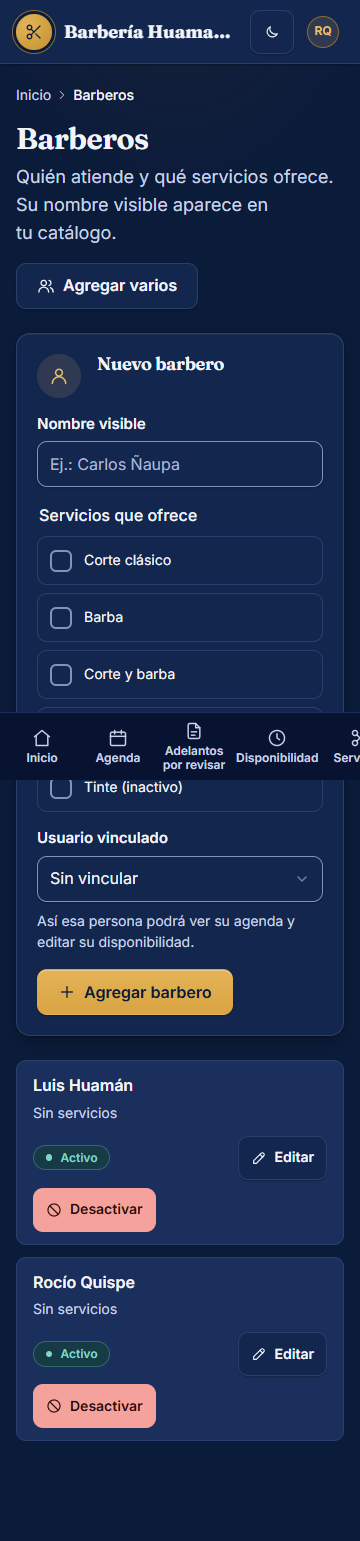 Barbería Huama...
RQ
Inicio > Barberos
Barberos
Quién atiende y qué servicios ofrece.
Su nombre visible aparece en
tu catálogo.
Agregar varios
Nuevo barbero
Nombre visible
Ej.: Carlos Ñaupa
Servicios que ofrece
Corte clásico
Barba
Corte y barba
Inicio
Agenda
Adelantos
por revisar
Disponibilidad
Serv
Tinte (inactivo)
Usuario vinculado
Sin vincular
Así esa persona podrá ver su agenda y
editar su disponibilidad.
Agregar barbero
Luis Huamán
Sin servicios
Activo
Editar
Desactivar
Rocío Quispe
Sin servicios
Activo
Editar
Desactivar